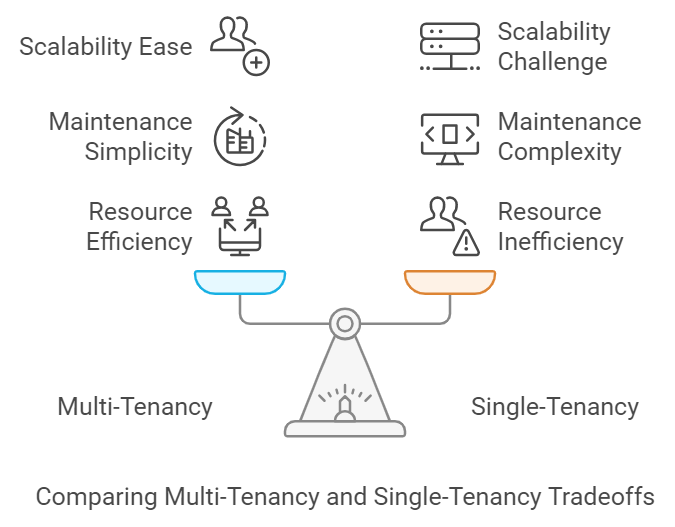 Scalability Ease
Scalability
Challenge
Maintenance
Simplicity
Maintenance
Complexity
Resource
Efficiency
Resource
Inefficiency
Multi-Tenancy
Single-Tenancy
Comparing Multi-Tenancy and Single-Tenancy Tradeoffs